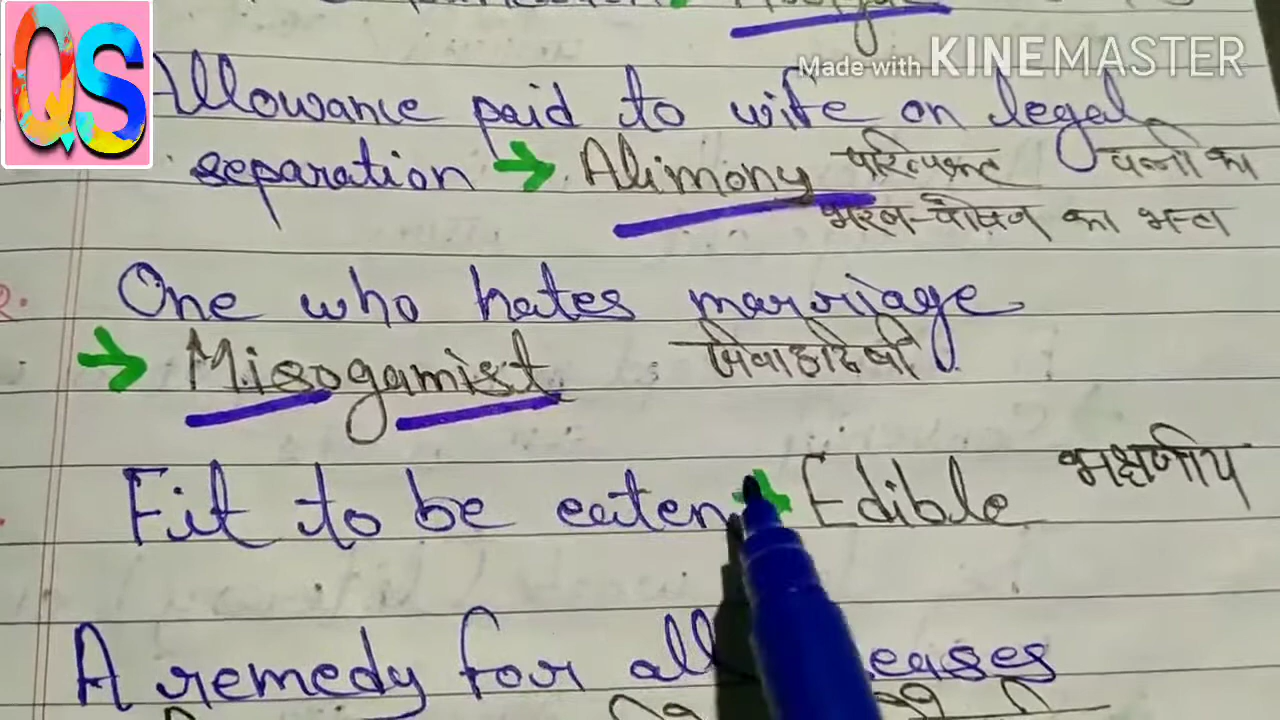 QS
Made with KINEMASTER
Allowance paid to wife on legal
separation → Alimony परित्यक्त पत्नी का
भरण-पोषण का भत्ता
One who hates marriage
→ Misogamist विवाहद्वेषी
Fit to be eaten Edible भक्षणीय
A remedy for all eases